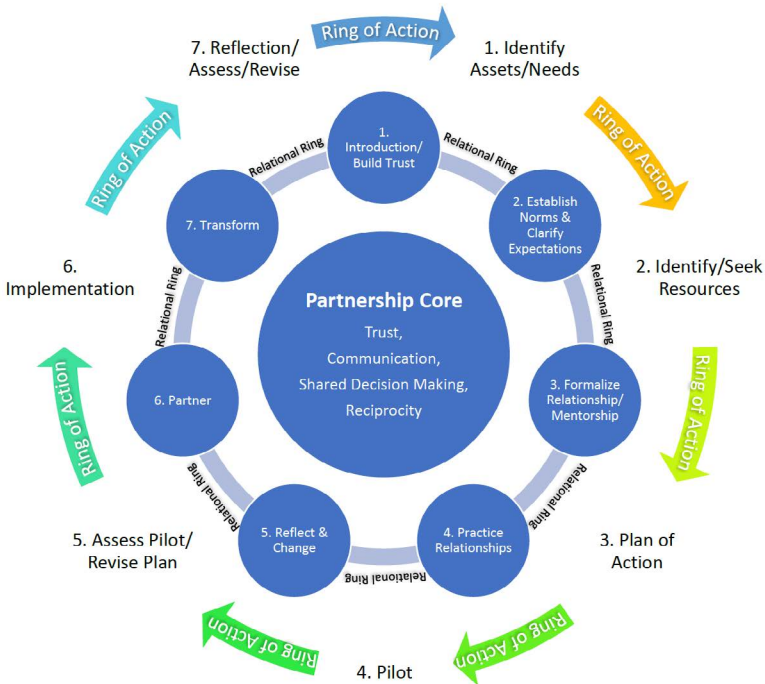 Ring of Action
7. Reflection/
Assess/Revise
1. Identify
Assets/Needs
Ring of Action
Ring of Action
1.
Introduction/
Build Trust
Relational Ring
Relational Ring
7. Transform
2. Establish
Norms &
Clarify
Expectations
6.
Implementation
2. Identify/Seek
Resources
Relational Ring
Relational Ring
Partnership Core
Trust,
Communication,
Shared Decision Making,
Reciprocity
Ring of Action
Ring of Action
6. Partner
3. Formalize
Relationship/
Mentorship
Relational Ring
Relational Ring
5. Assess Pilot/
Revise Plan
5. Reflect &
Change
4. Practice
Relationships
3. Plan of
Action
Relational Ring
Ring of Action
Ring of Action
4. Pilot